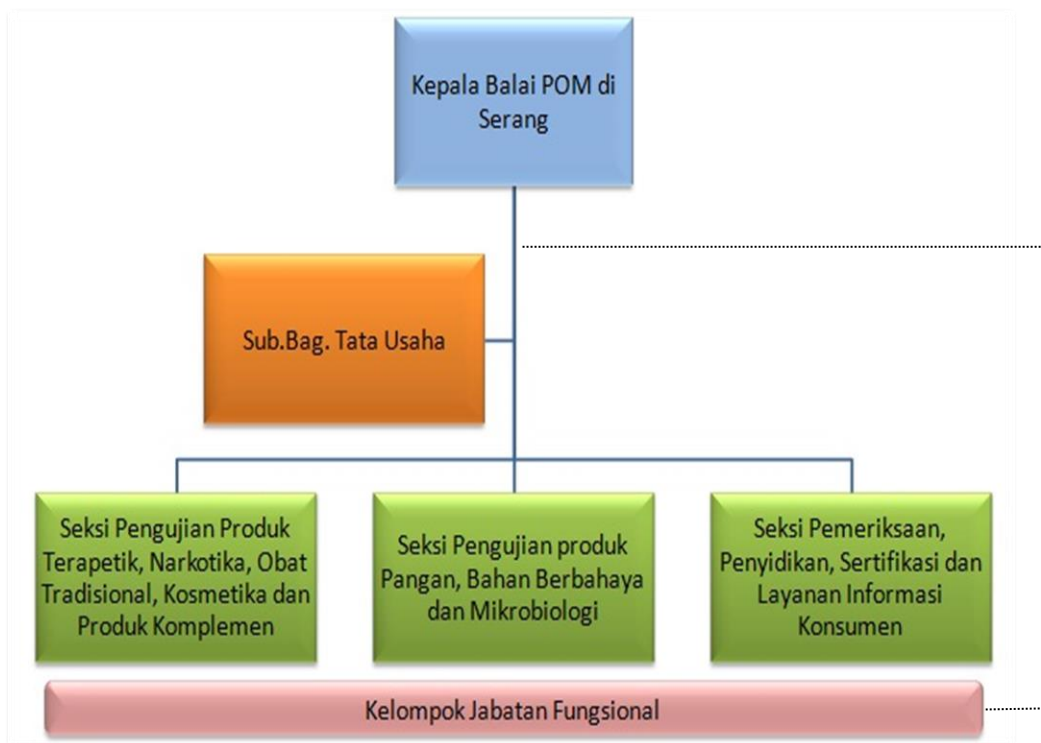 Kepala Balai POM di
Serang
Sub.Bag. Tata Usaha
Seksi Pengujian Produk
Terapetik, Narkotika, Obat
Tradisional, Kosmetika dan
Produk Komplemen
Seksi Pengujian produk
Pangan, Bahan Berbahaya
dan Mikrobiologi
Seksi Pemeriksaan,
Penyidikan, Sertifikasi dan
Layanan Informasi
Konsumen
Kelompok Jabatan Fungsional